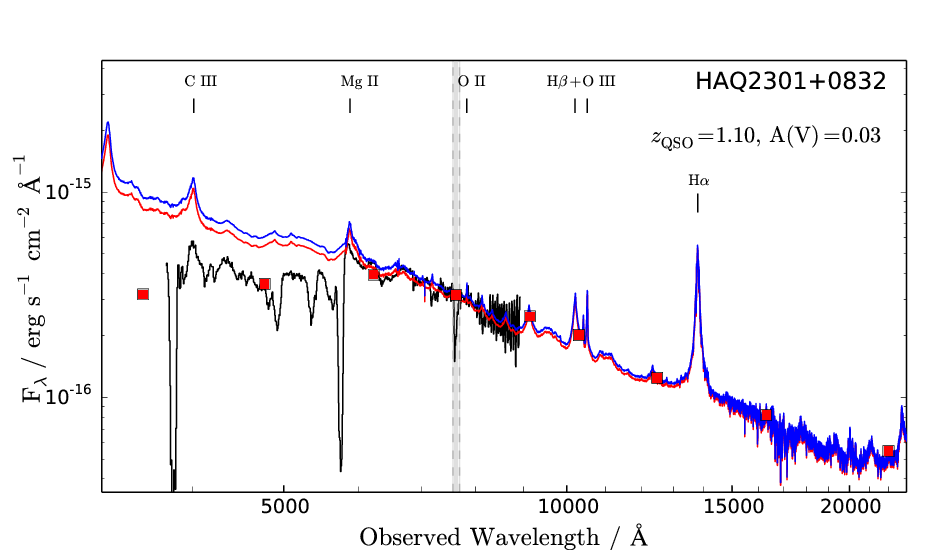 C III Mg II O II Hβ+O III HAQ2301+0832
z_QSO=1.10, A(V)=0.03
Hα
10⁻¹⁵
10⁻¹⁶
F_λ / erg s⁻¹ cm⁻² Å⁻¹
5000 10000 15000 20000
Observed Wavelength / Å